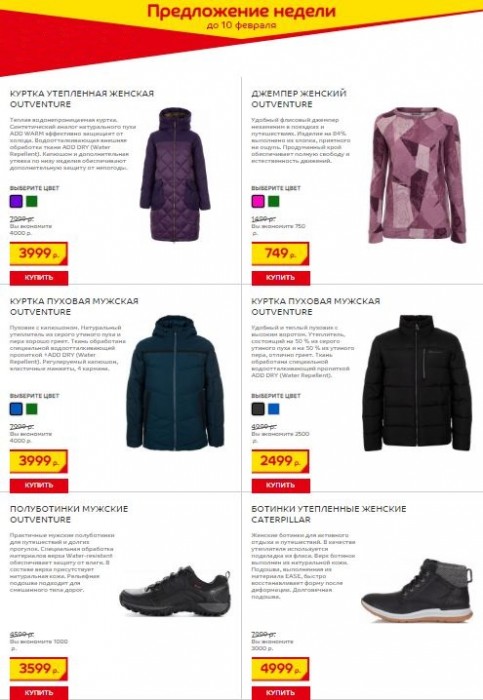 Предложение недели
до 10 февраля
КУРТКА УТЕПЛЕННАЯ ЖЕНСКАЯ
OUTVENTURE
Теплая водонепроницаемая куртка.
Синтетический аналог натурального пуха
ADD WARM эффективно защищает от
холода. Водоотталкивающая внешняя
обработка ткани ADD DRY (Water
Repellent). Капюшон и дополнительная
утяжка по низу изделия обеспечивают
дополнительную защиту от непогоды.
ВЫБЕРИТЕ ЦВЕТ
7999 р.
Вы экономите
4000 р.
3999 р.
КУПИТЬ
ДЖЕМПЕР ЖЕНСКИЙ
OUTVENTURE
Удобный флисовый джемпер
незаменим в поездках и
путешествиях. Изделие на 64%
выполнено из хлопка, приятного
на ощупь. Продуманный крой
обеспечивает полную свободу и
естественность движений.
ВЫБЕРИТЕ ЦВЕТ
1499 р.
Вы экономите 750
р.
749 р.
КУПИТЬ
КУРТКА ПУХОВАЯ МУЖСКАЯ
OUTVENTURE
Пуховик с капюшоном. Натуральный
утеплитель из серого утиного пуха и
пера хорошо греет. Ткань обработана
специальной водоотталкивающей
пропиткой +ADD DRY (Water
Repellent). Регулируемый капюшон,
эластичные манжеты, 4 кармана.
ВЫБЕРИТЕ ЦВЕТ
7999 р.
Вы экономите
4000 р.
3999 р.
КУПИТЬ
КУРТКА ПУХОВАЯ МУЖСКАЯ
OUTVENTURE
Удобный и теплый пуховик с
высоким воротом. Утеплитель,
состоящий на 50 % из серого
утиного пуха и на 50 % из утиного
пера, отлично греет. Ткань
обработана специальной
водоотталкивающей пропиткой
ADD DRY (Water Repellent).
ВЫБЕРИТЕ ЦВЕТ
4999 р.
Вы экономите 2500
р.
2499 р.
КУПИТЬ
ПОЛУБОТИНКИ МУЖСКИЕ
OUTVENTURE
Практичные мужские полуботинки
для путешествий и долгих
прогулок. Специальная обработка
материалов верха Water-resistent
обеспечивает защиту от влаги. В
составе верха присутствует
натуральная кожа. Рельефная
подошва подходит для
смешанного типа дорог.
4599 р.
Вы экономите 1000
р.
3599 р.
КУПИТЬ
БОТИНКИ УТЕПЛЕННЫЕ ЖЕНСКИЕ
CATERPILLAR
Женские ботинки для активного
отдыха и путешествий. В качестве
утеплителя используется
подкладка из флиса. Верх ботинок
выполнен из натуральной кожи.
Подошва, выполненная из
материала EASE, быстро
восстанавливает форму после
деформации. Долговечная
подошва.
7999 р.
Вы экономите
3000 р.
4999 р.
КУПИТЬ